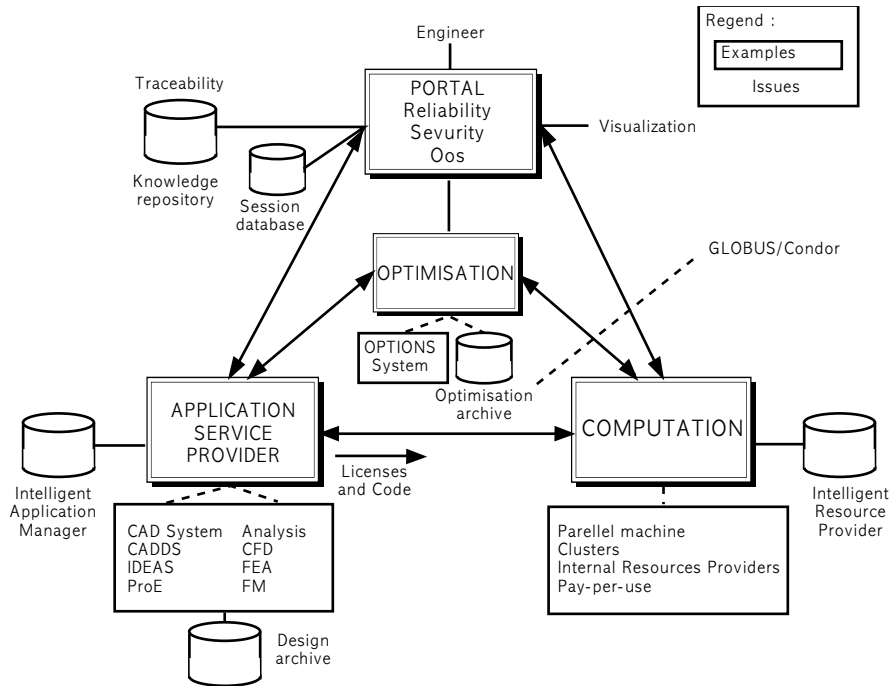 Engineer
Regend :
Examples
Issues
Traceability
PORTAL
Reliability
Sevurity
Oos
Visualization
Knowledge
repository
Session
database
OPTIMISATION
GLOBUS/Condor
OPTIONS
System
Optimisation
archive
APPLICATION
SERVICE
PROVIDER
COMPUTATION
Licenses
and Code
Intelligent
Application
Manager
Intelligent
Resource
Provider
CAD System Analysis
CADDS CFD
IDEAS FEA
ProE FM
Parellel machine
Clusters
Internal Resources Providers
Pay-per-use
Design
archive